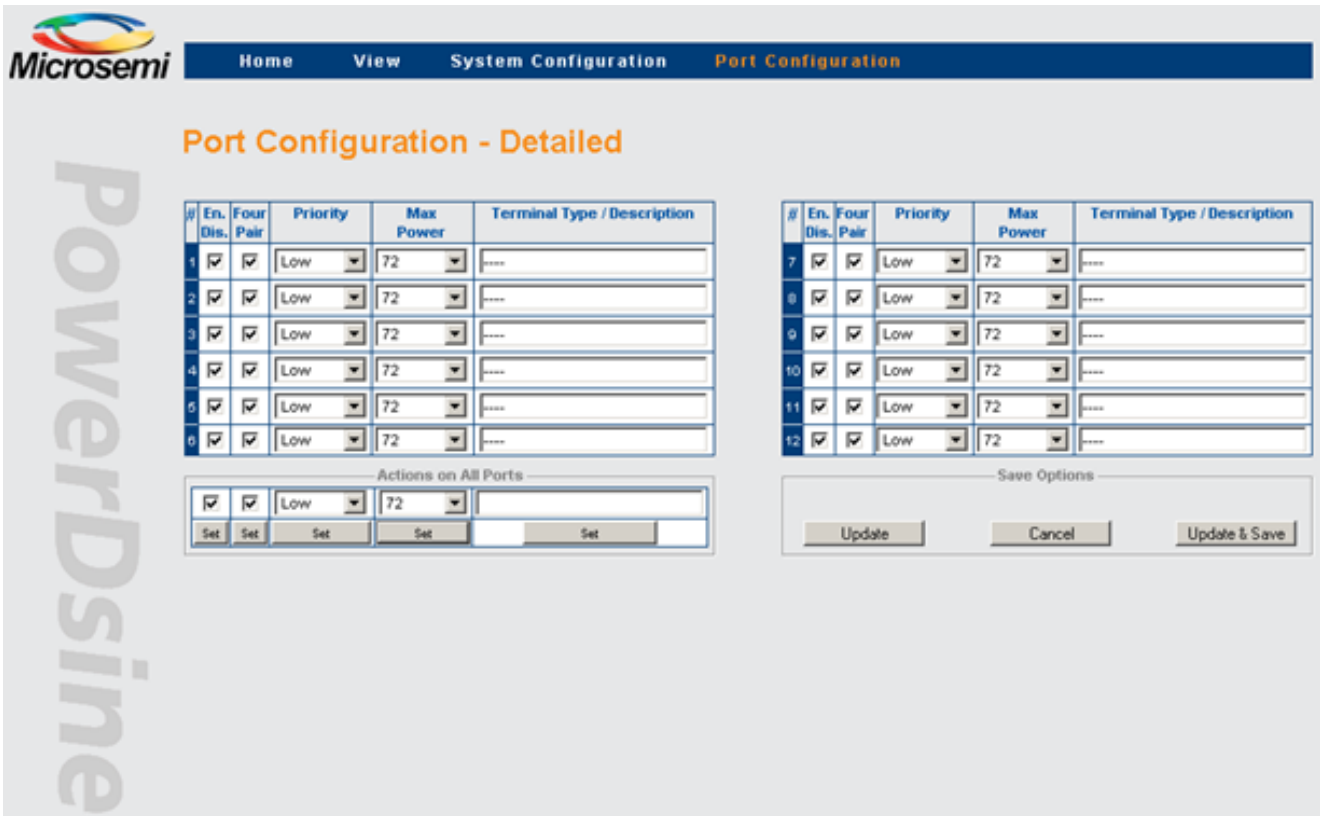 Microsemi
Home View System Configuration Port Configuration
PowerDsine
Port Configuration - Detailed
# En. Dis. Four Pair Priority Max Power Terminal Type / Description
1 Low 72 ----
2 Low 72 ----
3 Low 72 ----
4 Low 72 ----
5 Low 72 ----
6 Low 72 ----
Actions on All Ports
Low 72
Set Set Set Set Set
# En. Dis. Four Pair Priority Max Power Terminal Type / Description
7 Low 72 ----
8 Low 72 ----
9 Low 72 ----
10 Low 72 ----
11 Low 72 ----
12 Low 72 ----
Save Options
Update Cancel Update & Save